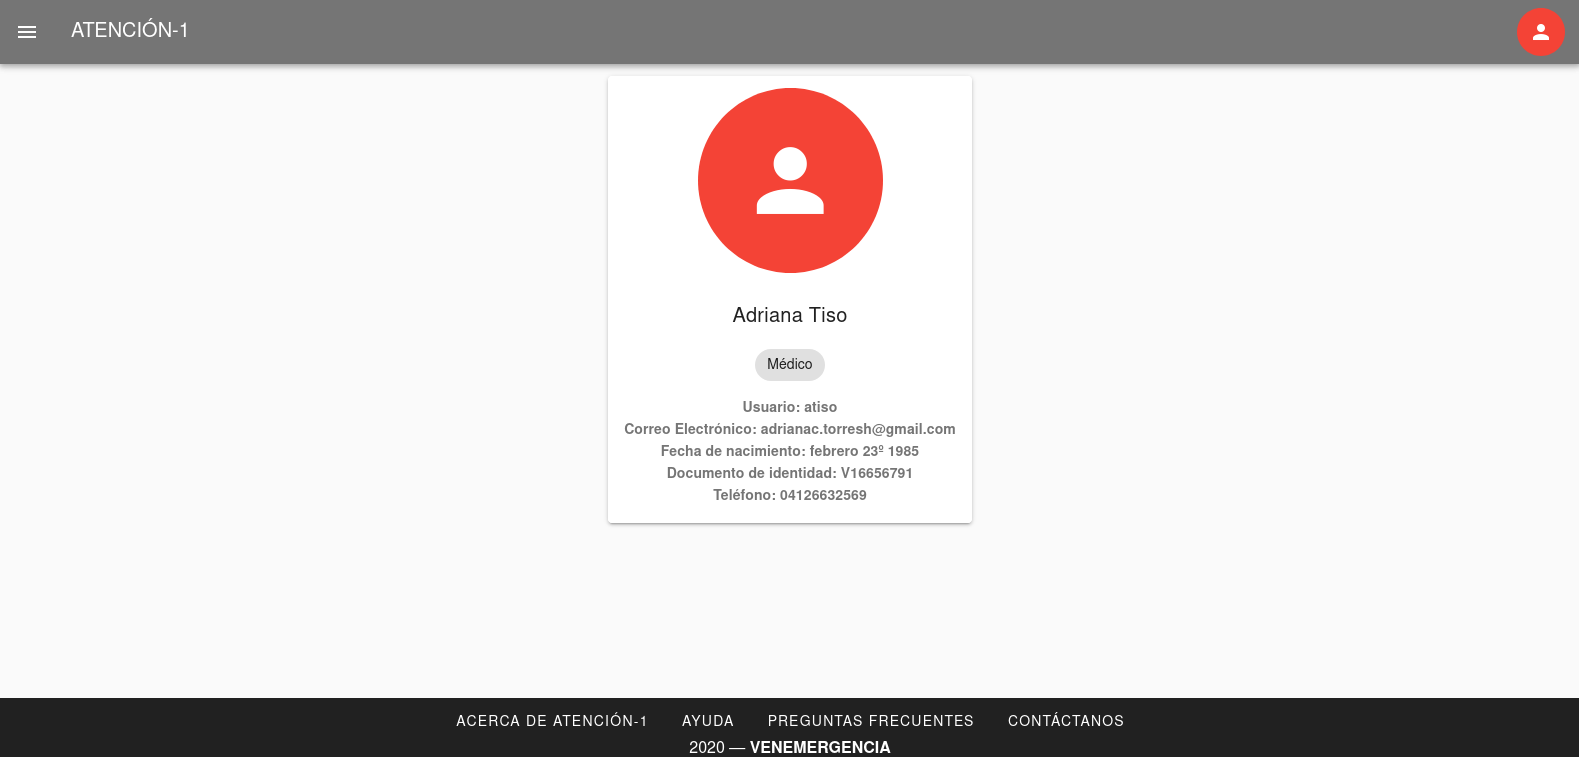 ATENCIÓN-1
Adriana Tiso
Médico
Usuario: atiso
Correo Electrónico: adrianac.torresh@gmail.com
Fecha de nacimiento: febrero 23º 1985
Documento de identidad: V16656791
Teléfono: 04126632569
ACERCA DE ATENCIÓN-1 AYUDA PREGUNTAS FRECUENTES CONTÁCTANOS
2020 — VENEMERGENCIA